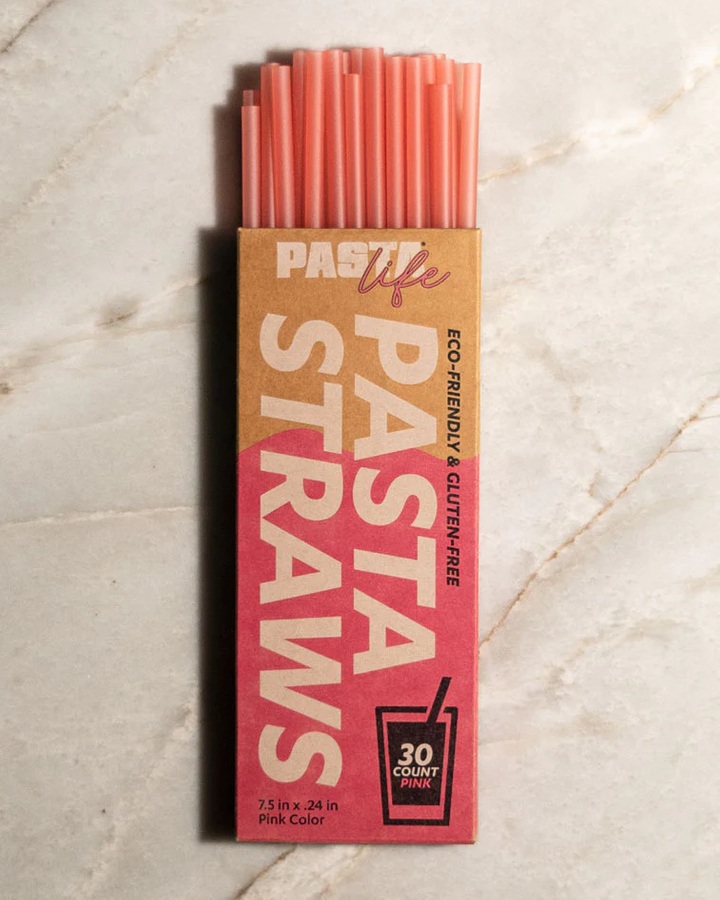 PASTA
life
PASTA
STRAWS
ECO-FRIENDLY & GLUTEN-FREE
30
COUNT
PINK
7.5 in x .24 in
Pink Color